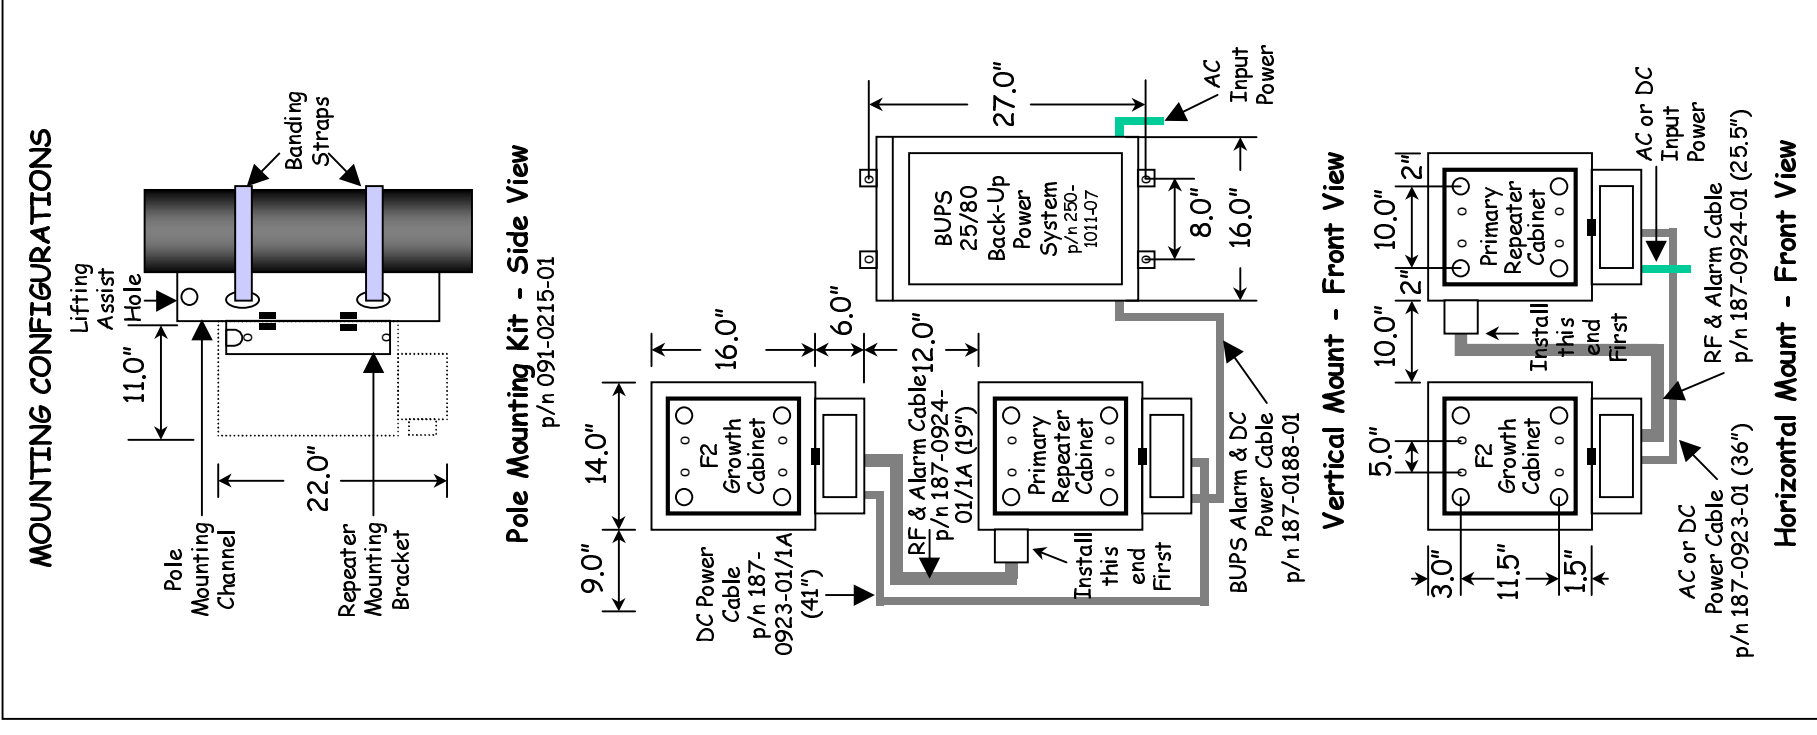 MOUNTING CONFIGURATIONS
Lifting
Assist
Hole
Banding
Straps
11.0"
22.0"
Pole
Mounting
Channel
Repeater
Mounting
Bracket
Pole Mounting Kit - Side View
p/n 091-0215-01
9.0"
14.0"
16.0"
6.0"
12.0"
F2
Growth
Cabinet
DC Power
Cable
p/n 187-
0923-01/1A
(41")
RF & Alarm Cable
p/n 187-0924-
01/1A (19")
Primary
Repeater
Cabinet
Install
this
end
First
BUPS
25/80
Back-Up
Power
System
p/n 250-
1011-07
27.0"
8.0"
16.0"
AC
Input
Power
BUPS Alarm & DC
Power Cable
p/n 187-0188-01
Vertical Mount - Front View
5.0"
10.0"
2"
10.0"
2"
F2
Growth
Cabinet
Primary
Repeater
Cabinet
Install
this
end
First
3.0"
11.5"
1.5"
AC or DC
Input
Power
RF & Alarm Cable
p/n 187-0924-01 (25.5")
AC or DC
Power Cable
p/n 187-0923-01 (36")
Horizontal Mount - Front View